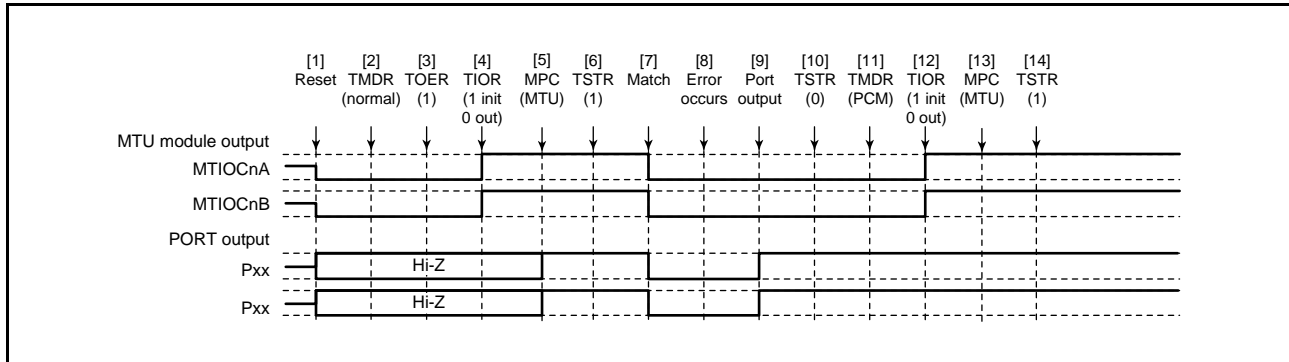 [1] [2] [3] [4] [5] [6] [7] [8] [9] [10] [11] [12] [13] [14]
Reset TMDR TOER TIOR MPC TSTR Match Error Port TSTR TMDR TIOR MPC TSTR
(normal) (1) (1 init (MTU) (1) occurs output (0) (PCM) (1 init (MTU) (1)
0 out) 0 out)
MTU module output
MTIOCnA
MTIOCnB
PORT output
Pxx Hi-Z
Pxx Hi-Z